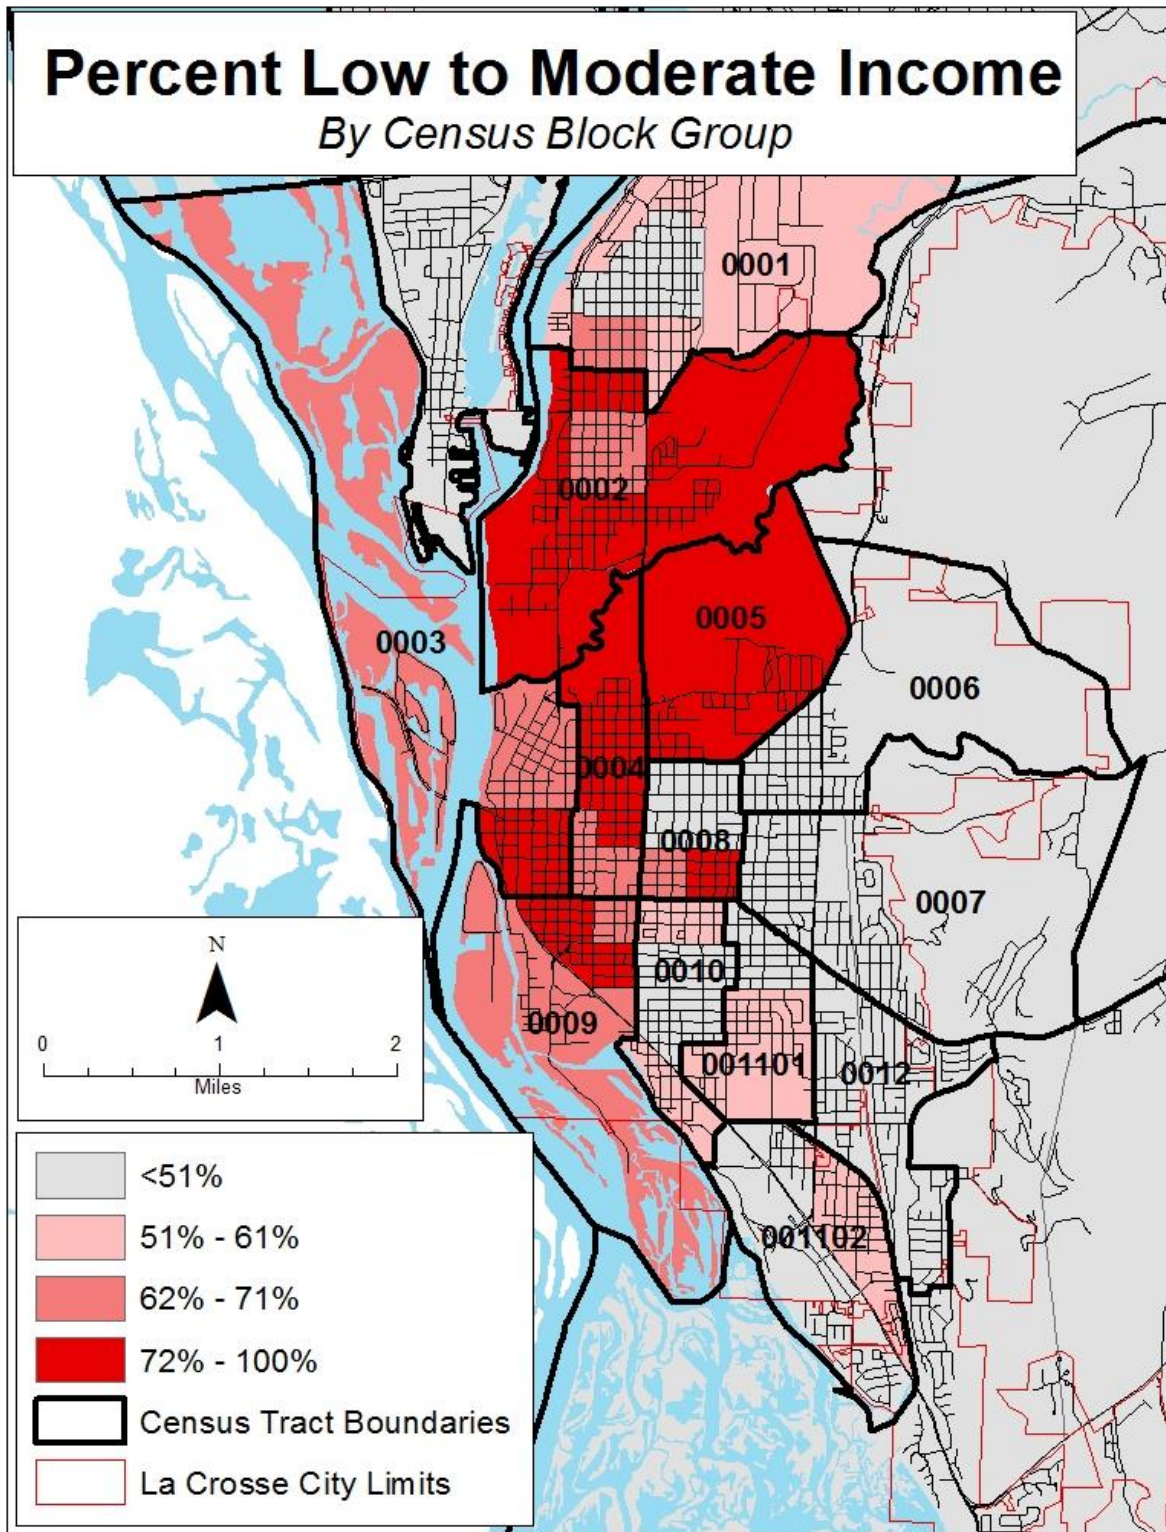 Percent Low to Moderate Income
By Census Block Group
0001
0002
0005
0003
0006
0004
0008
0007
0010
0009
001101
0012
001102
N
0 1 2
Miles
<51%
51% - 61%
62% - 71%
72% - 100%
Census Tract Boundaries
La Crosse City Limits